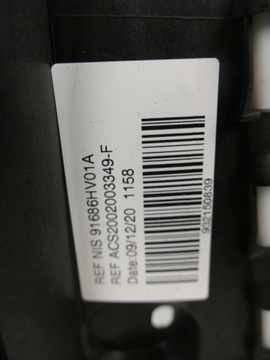 REF NIS 91686HV01A
REF ACS2002003349-F
Date:09/12/20 1158
932150839